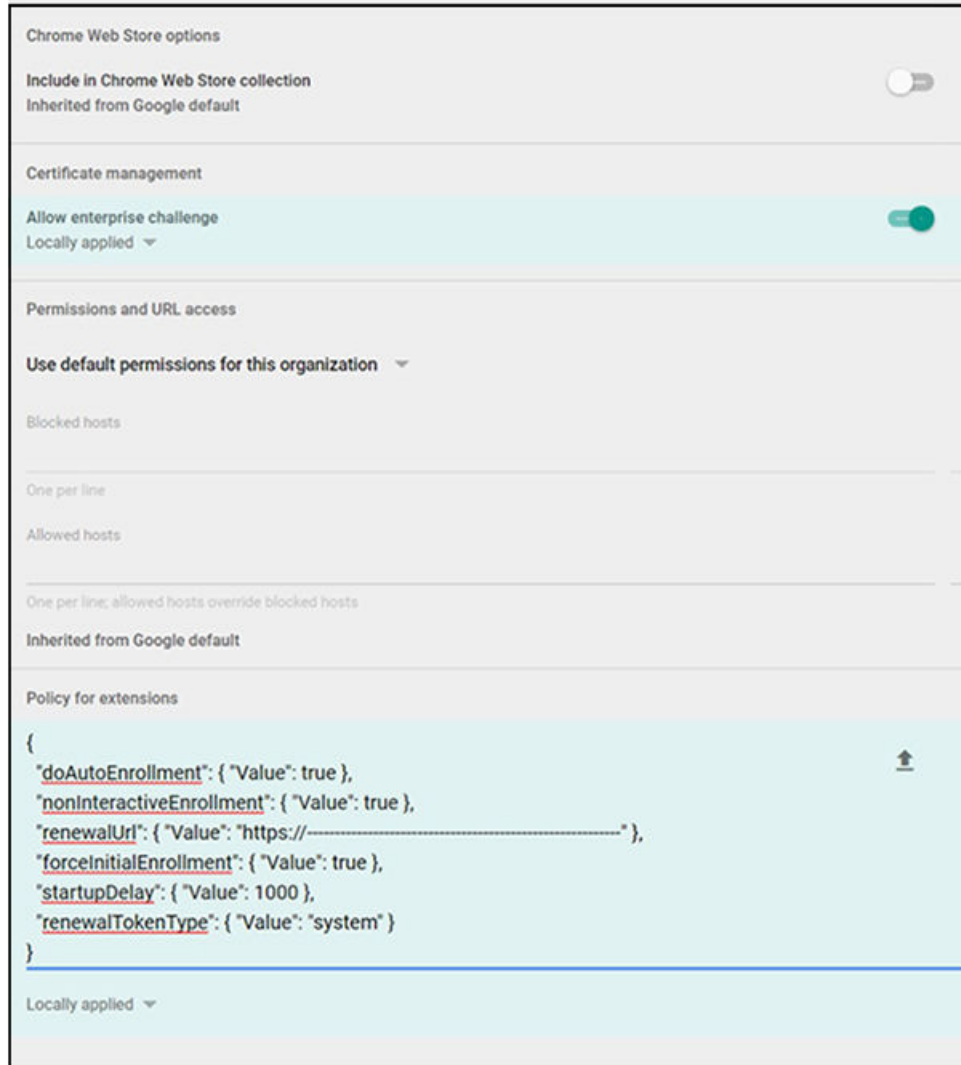 Chrome Web Store options
Include in Chrome Web Store collection
Inherited from Google default
Certificate management
Allow enterprise challenge
Locally applied
Permissions and URL access
Use default permissions for this organization
Blocked hosts
One per line
Allowed hosts
One per line; allowed hosts override blocked hosts
Inherited from Google default
Policy for extensions
{
"doAutoEnrollment": { "Value": true },
"nonInteractiveEnrollment": { "Value": true },
"renewalUrl": { "Value": "https://------------------------------------------------------------" },
"forceInitialEnrollment": { "Value": true },
"startupDelay": { "Value": 1000 },
"renewalTokenType": { "Value": "system" }
}
Locally applied